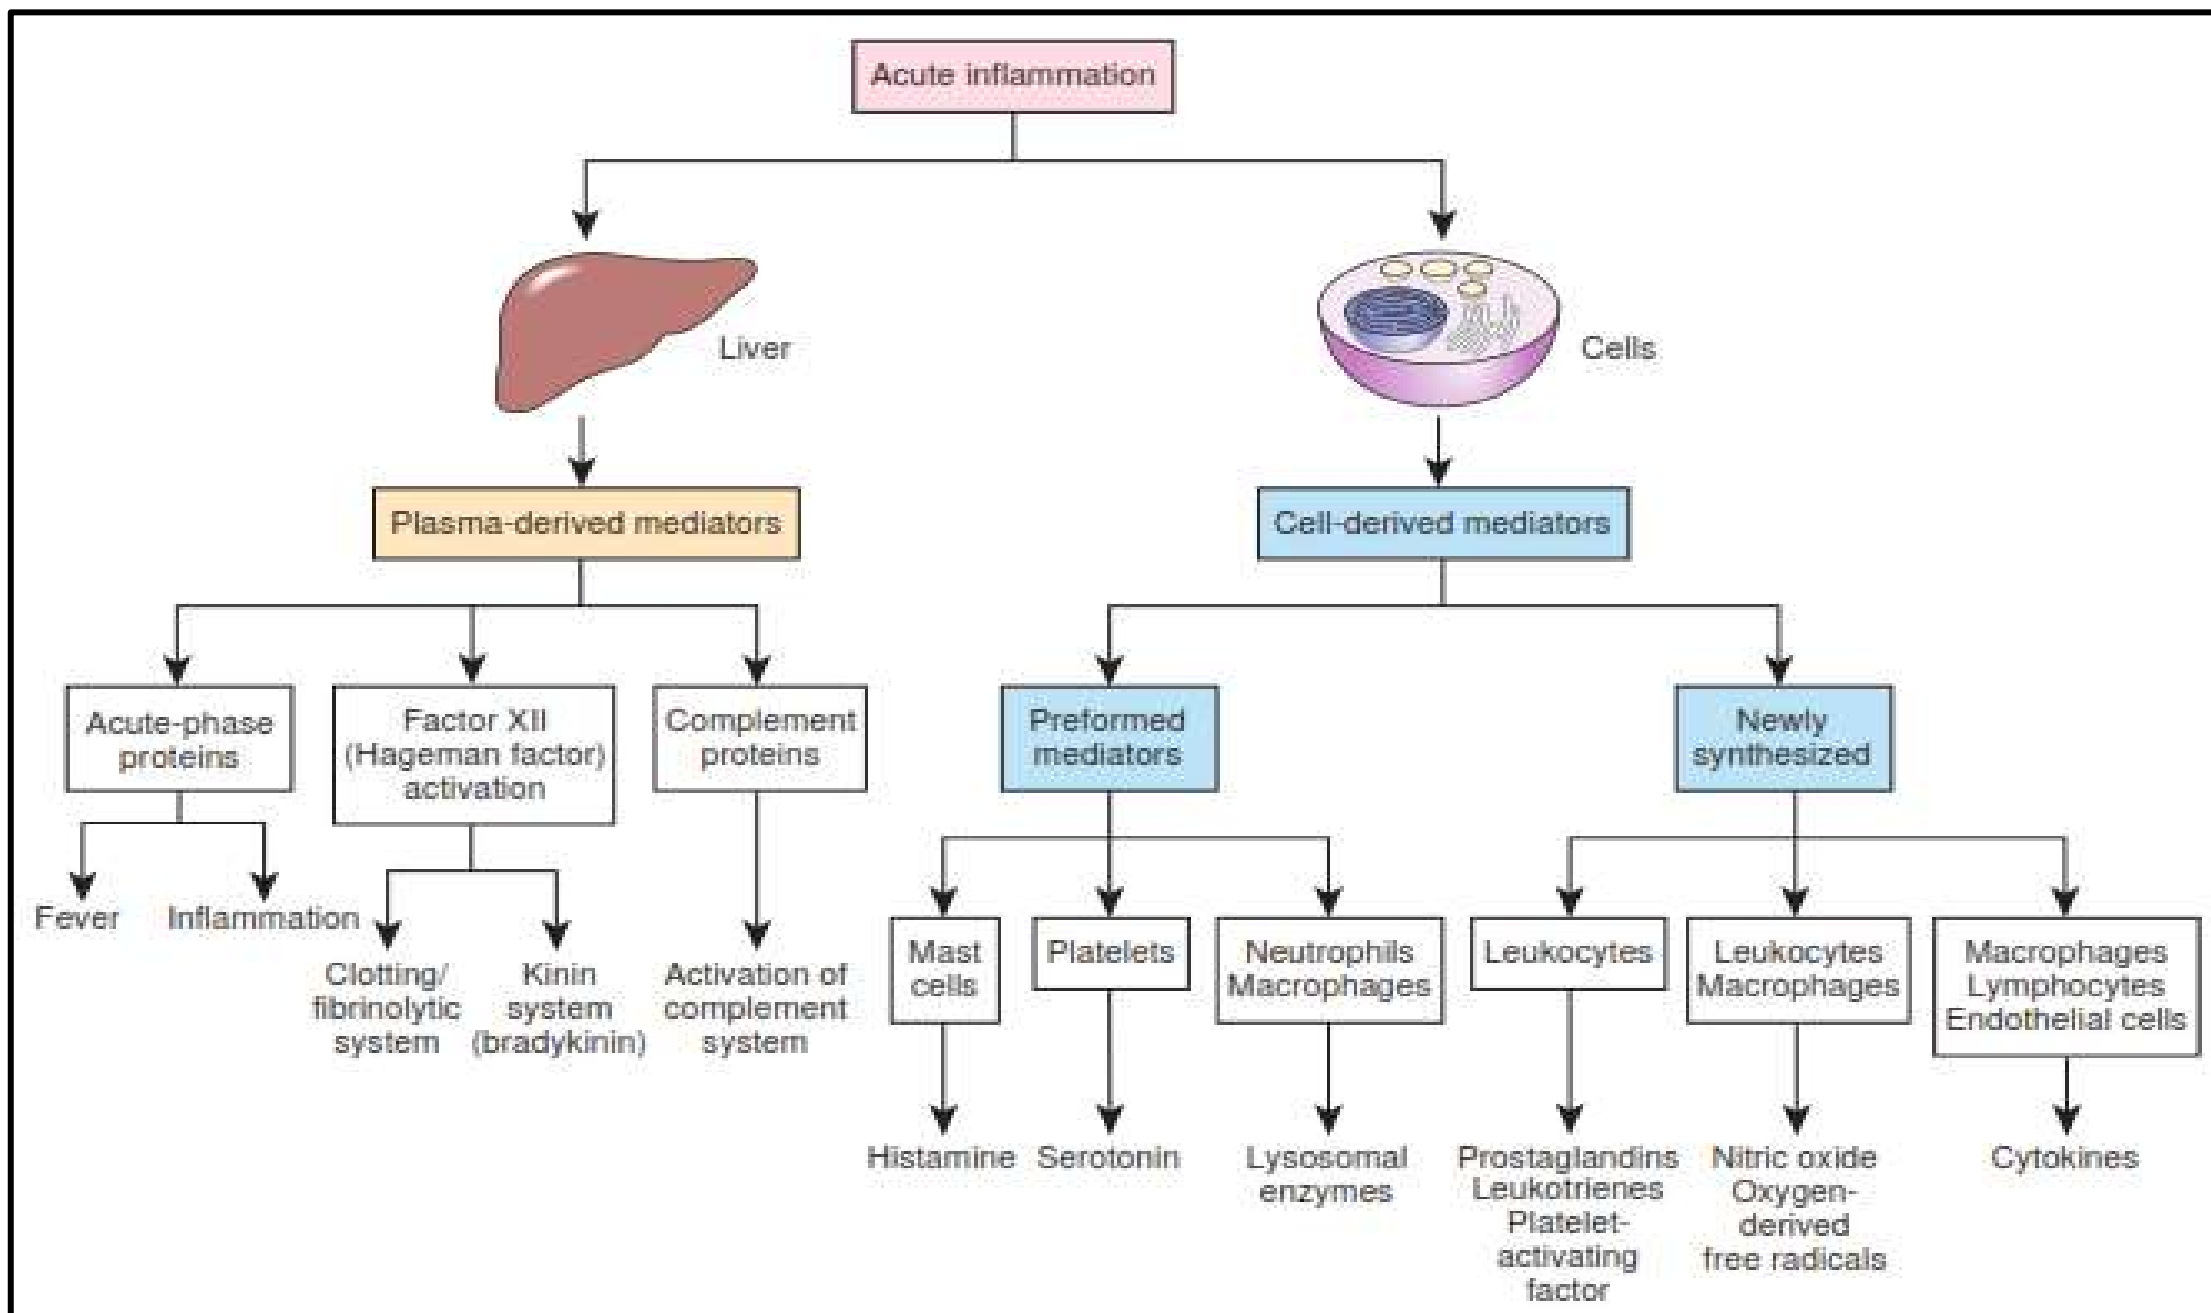 Acute inflammation
Liver
Cells
Plasma-derived mediators
Cell-derived mediators
Acute-phase
proteins
Factor XII
(Hageman factor)
activation
Complement
proteins
Preformed
mediators
Newly
synthesized
Fever
Inflammation
Clotting/
fibrinolytic
system
Kinin
system
(bradykinin)
Activation of
complement
system
Mast
cells
Platelets
Neutrophils
Macrophages
Leukocytes
Leukocytes
Macrophages
Macrophages
Lymphocytes
Endothelial cells
Histamine
Serotonin
Lysosomal
enzymes
Prostaglandins
Leukotrienes
Platelet-
activating
factor
Nitric oxide
Oxygen-
derived
free radicals
Cytokines